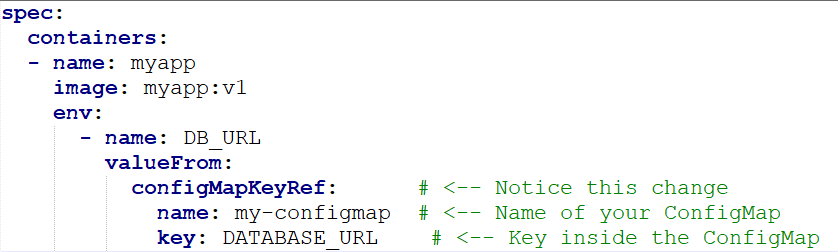 spec:
  containers:
  - name: myapp
    image: myapp:v1
    env:
      - name: DB_URL
        valueFrom:
          configMapKeyRef:      # <-- Notice this change
            name: my-configmap  # <-- Name of your ConfigMap
            key: DATABASE_URL    # <-- Key inside the ConfigMap